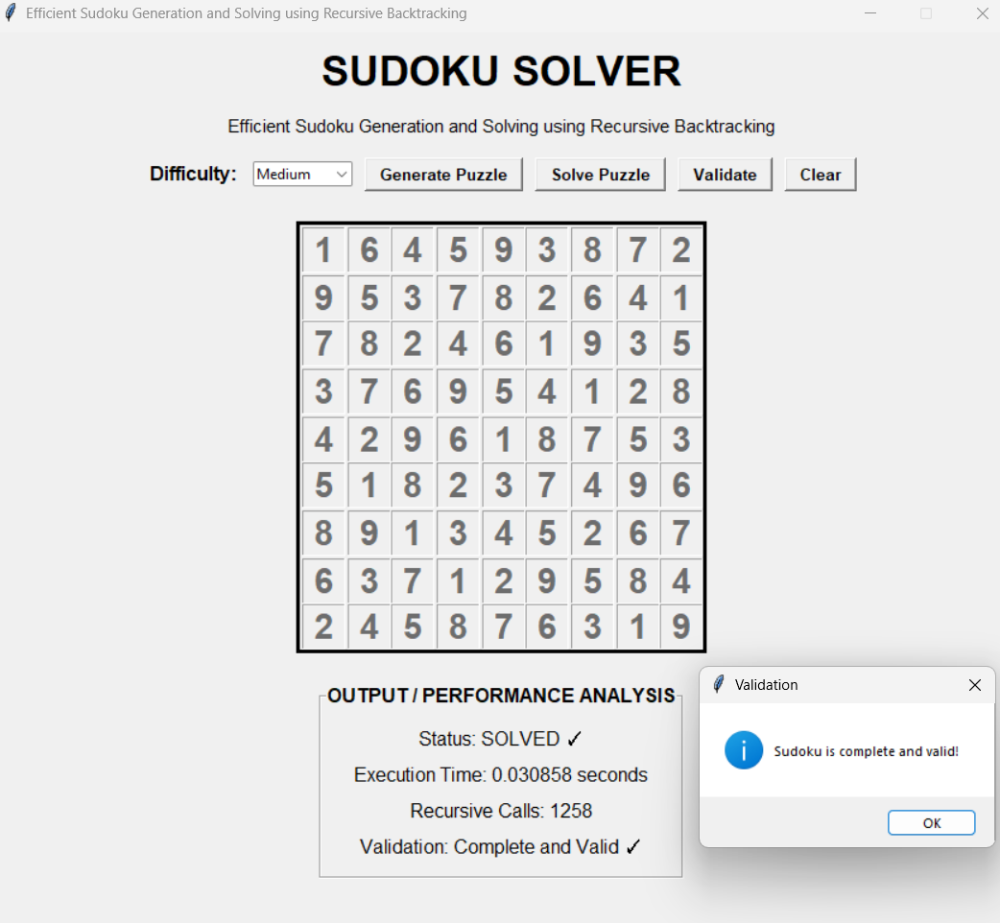 Efficient Sudoku Generation and Solving using Recursive Backtracking
SUDOKU SOLVER
Efficient Sudoku Generation and Solving using Recursive Backtracking
Difficulty: Medium Generate Puzzle Solve Puzzle Validate Clear
1 6 4 5 9 3 8 7 2
9 5 3 7 8 2 6 4 1
7 8 2 4 6 1 9 3 5
3 7 6 9 5 4 1 2 8
4 2 9 6 1 8 7 5 3
5 1 8 2 3 7 4 9 6
8 9 1 3 4 5 2 6 7
6 3 7 1 2 9 5 8 4
2 4 5 8 7 6 3 1 9
OUTPUT / PERFORMANCE ANALYSIS
Status: SOLVED ✓
Execution Time: 0.030858 seconds
Recursive Calls: 1258
Validation: Complete and Valid ✓
Validation
Sudoku is complete and valid!
OK